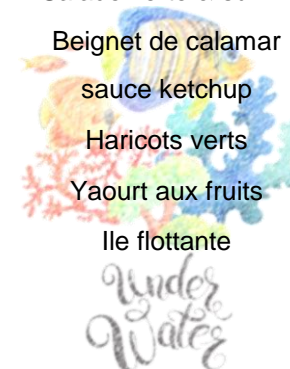 Beignet de calamar
sauce ketchup
Haricots verts
Yaourt aux fruits
Ile flottante
Under
Water